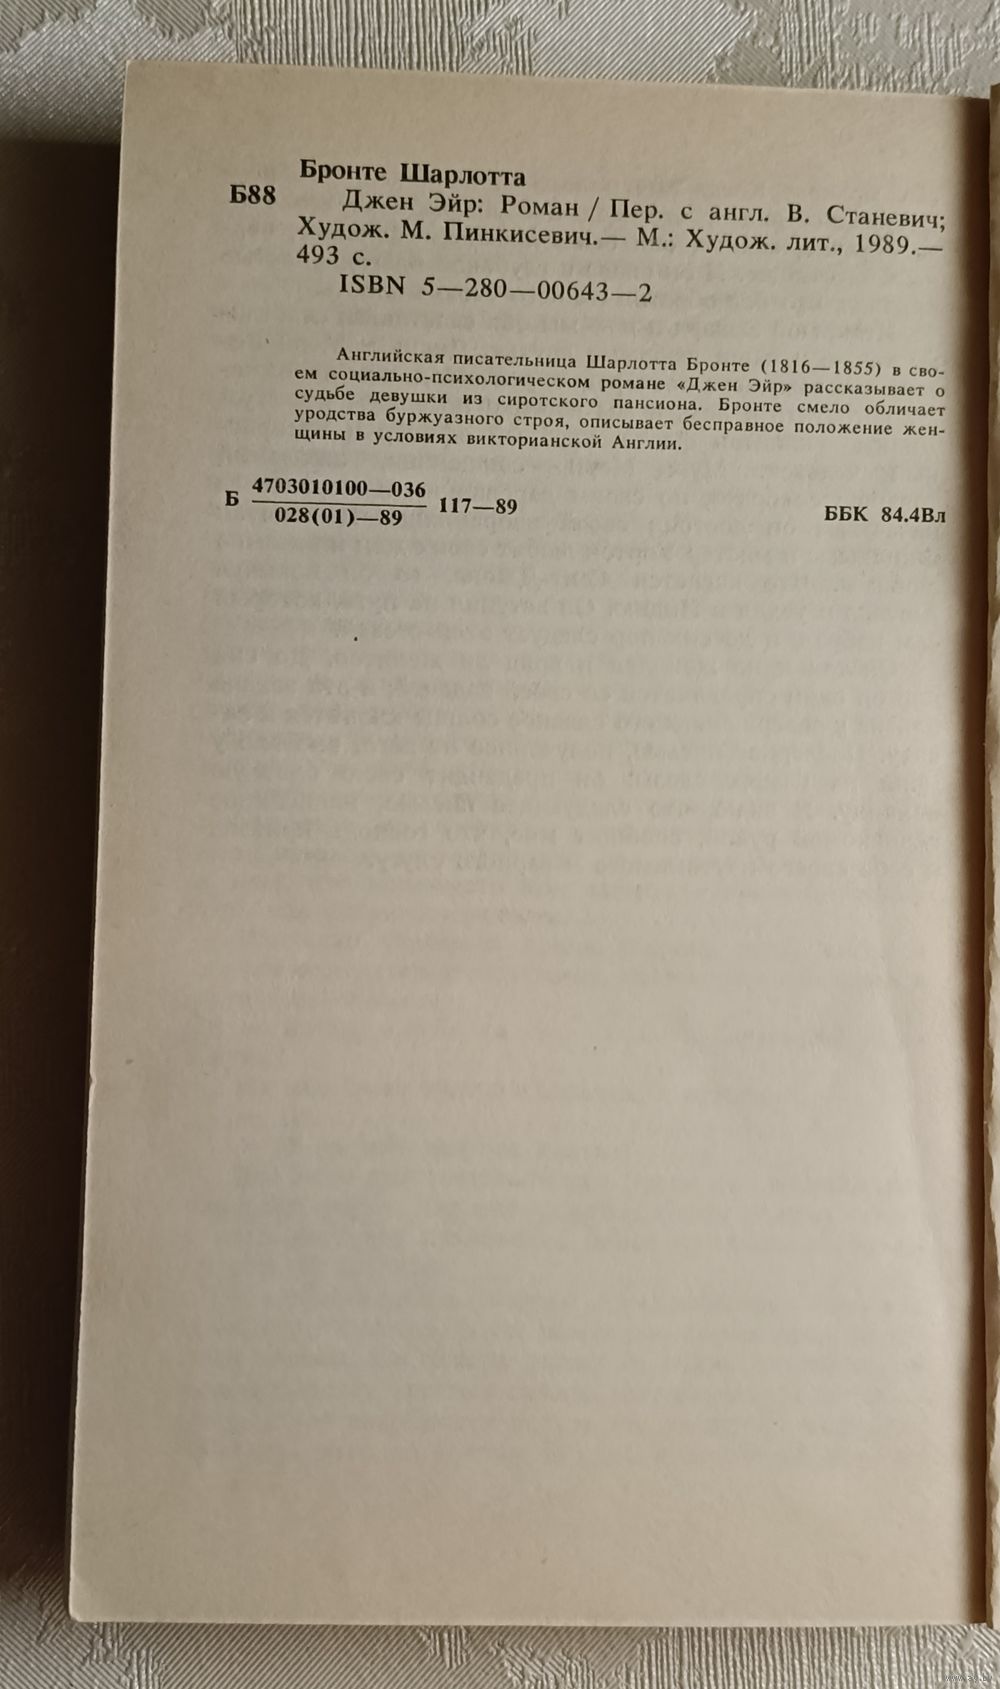 Бронте Шарлотта
Б88
Джен Эйр: Роман / Пер. с англ. В. Станевич;
Худож. М. Пинкисевич.— М.: Худож. лит., 1989.—
493 с.
ISBN 5—280—00643—2
Английская писательница Шарлотта Бронте (1816—1855) в сво-
ем социально-психологическом романе «Джен Эйр» рассказывает о
судьбе девушки из сиротского пансиона. Бронте смело обличает
уродства буржуазного строя, описывает бесправное положение жен-
щины в условиях викторианской Англии.
Б 4703010100—036 117—89
028(01)—89
ББК 84.4Вл